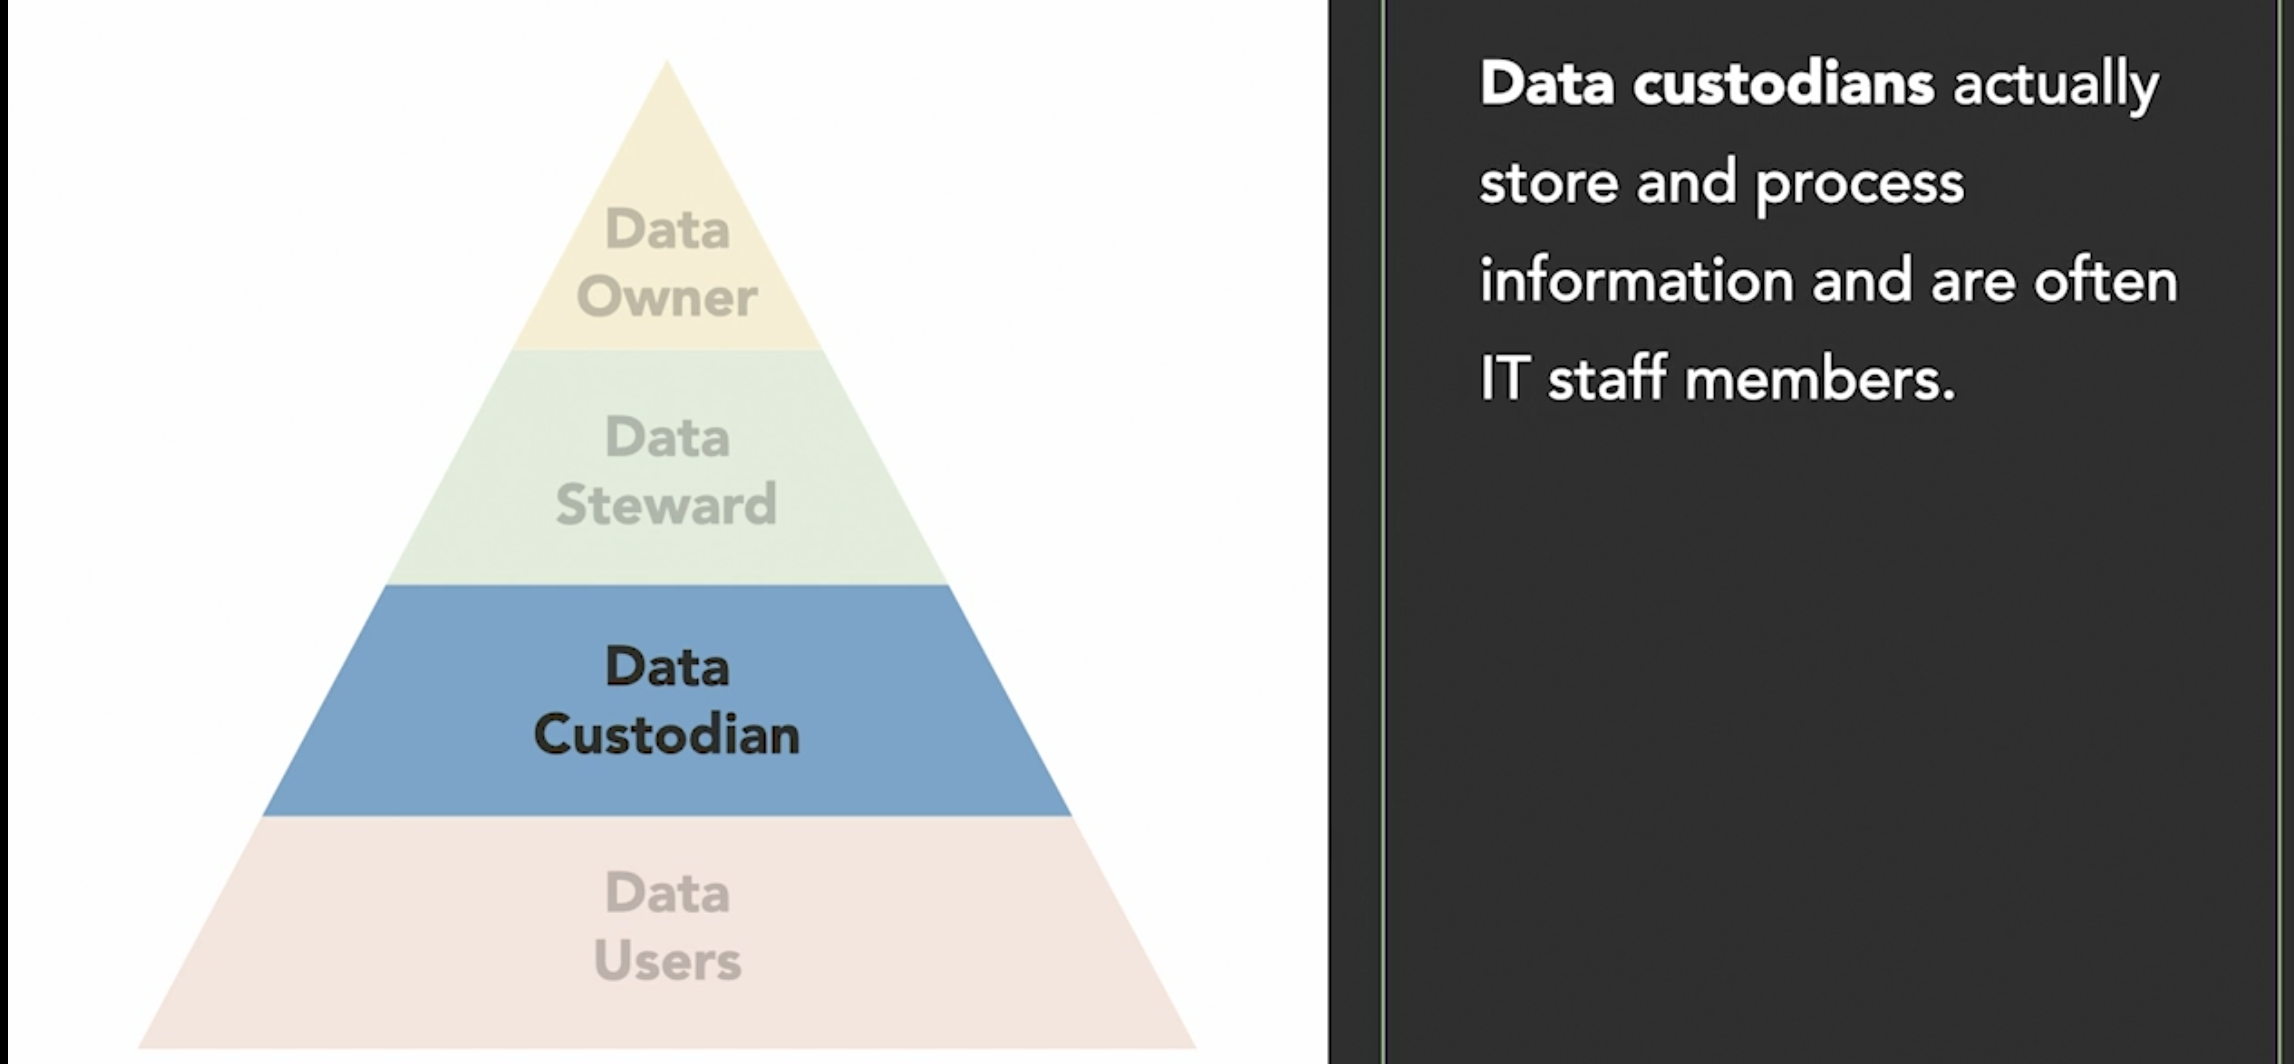 Data
Owner
Data
Steward
Data
Custodian
Data
Users
Data custodians actually
store and process
information and are often
IT staff members.